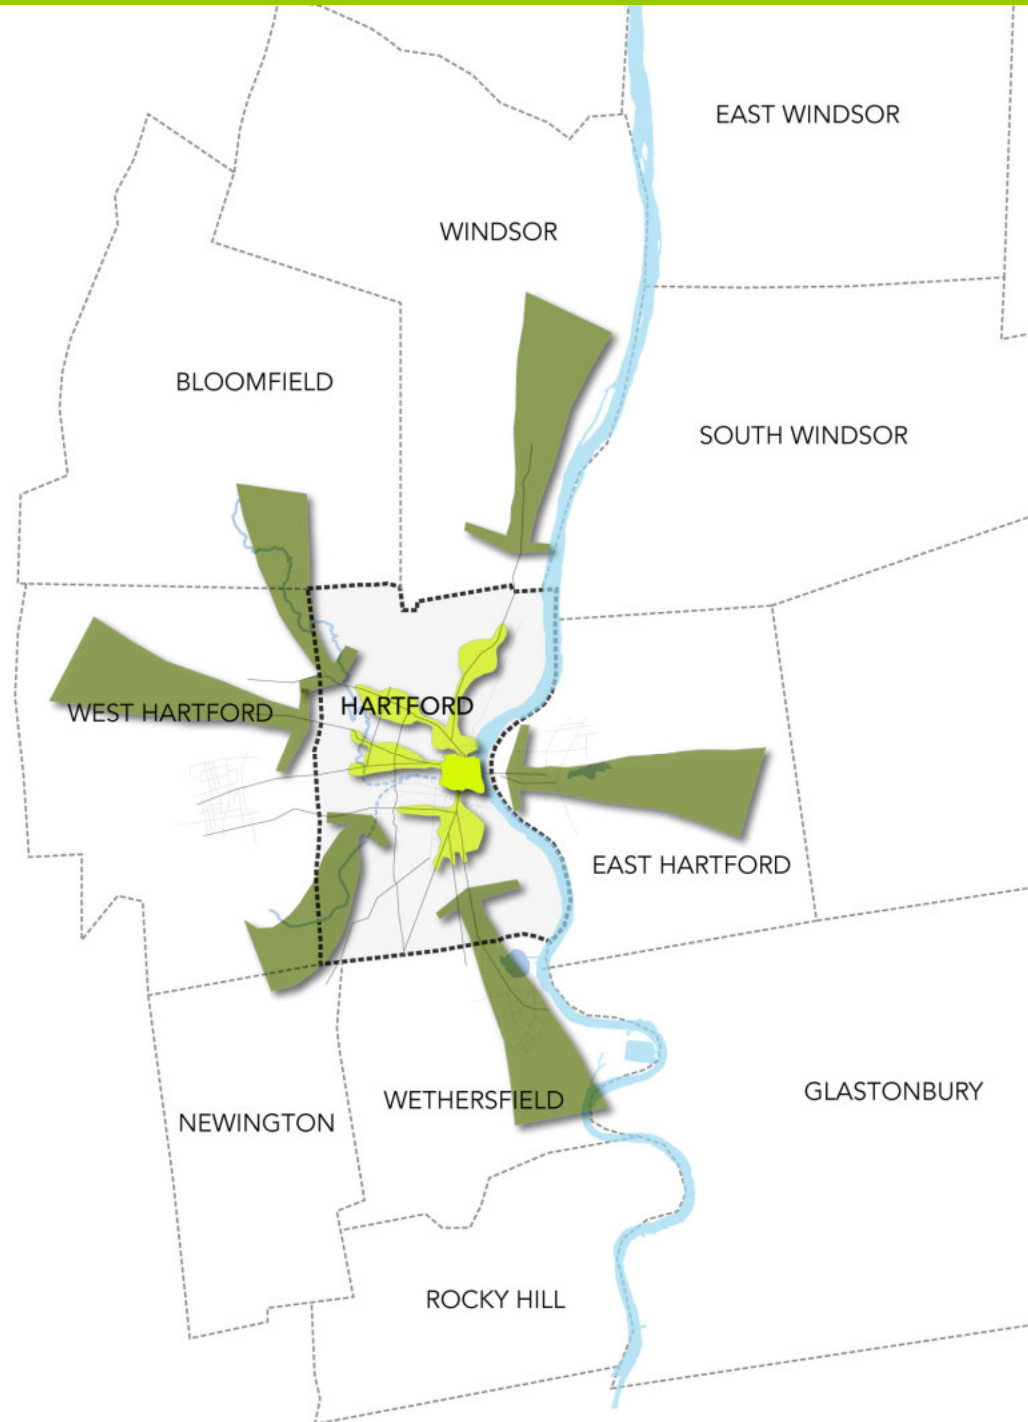 EAST WINDSOR
WINDSOR
BLOOMFIELD
SOUTH WINDSOR
WEST HARTFORD
HARTFORD
EAST HARTFORD
GLASTONBURY
WETHERSFIELD
NEWINGTON
ROCKY HILL